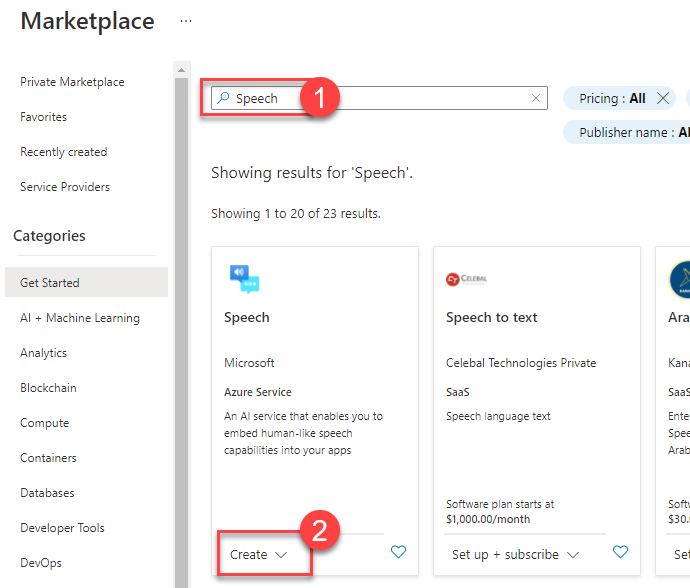 Marketplace ...
Private Marketplace
Favorites
Recently created
Service Providers
Categories
Get Started
AI + Machine Learning
Analytics
Blockchain
Compute
Containers
Databases
Developer Tools
DevOps
Speech
1
Pricing : All
Publisher name : Al
Showing results for 'Speech'.
Showing 1 to 20 of 23 results.
Speech
Microsoft
Azure Service
An AI service that enables you to
embed human-like speech
capabilities into your apps
2
Create
CELEBAL
Speech to text
Celebal Technologies Private
SaaS
Speech language text
Software plan starts at
$1,000.00/month
Set up + subscribe
Ara
Kana
SaaS
Ente
Spee
Arab
Softw
$30.
Set